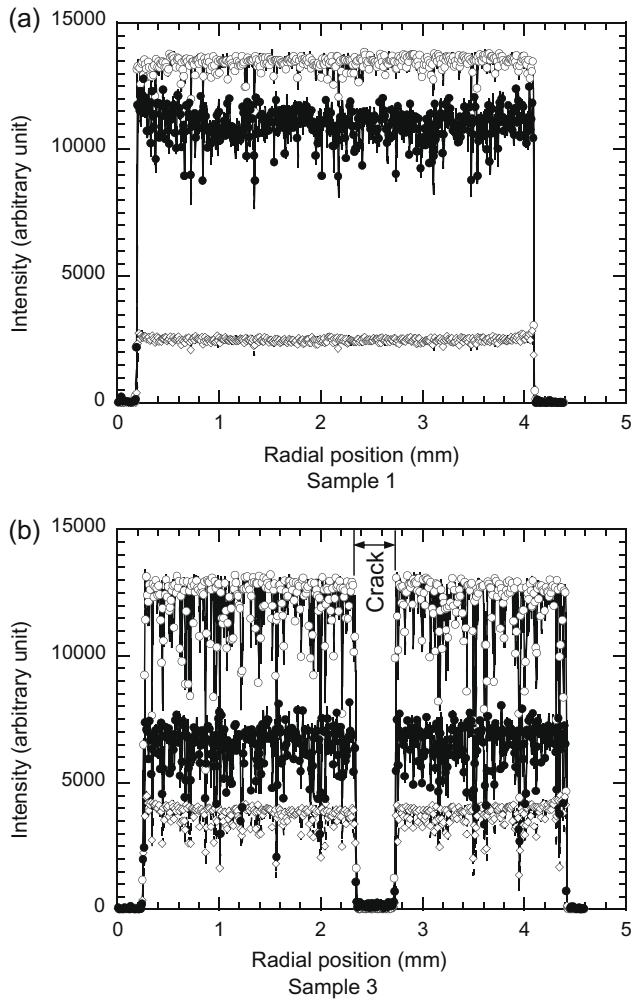 (a)
15000
10000
5000
0
Intensity (arbitrary unit)
0 1 2 3 4 5
Radial position (mm)
Sample 1
(b)
15000
10000
5000
0
Intensity (arbitrary unit)
Crack
0 1 2 3 4 5
Radial position (mm)
Sample 3